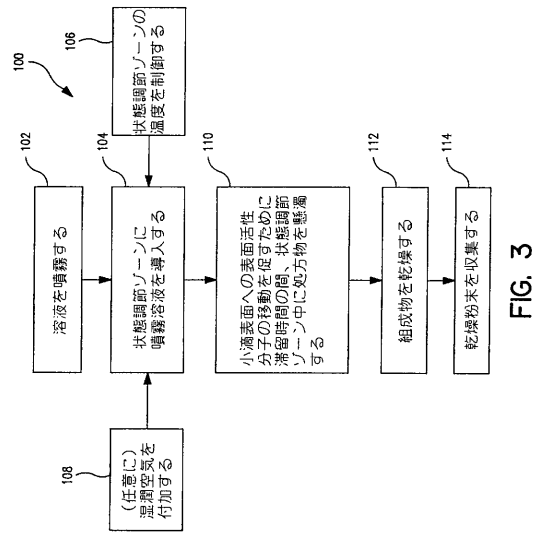 100
102
溶液を噴霧する
104
状態調節ゾーンに
噴霧溶液を導入する
106
状態調節ゾーンの
温度を制御する
108
(任意に)
湿潤空気を
付加する
110
小滴表面への表面活性
分子の移動を促すために
滞留時間の間、状態調節
ゾーン中に処方物を懸濁
する
112
組成物を乾燥する
114
乾燥粉末を収集する
FIG. 3